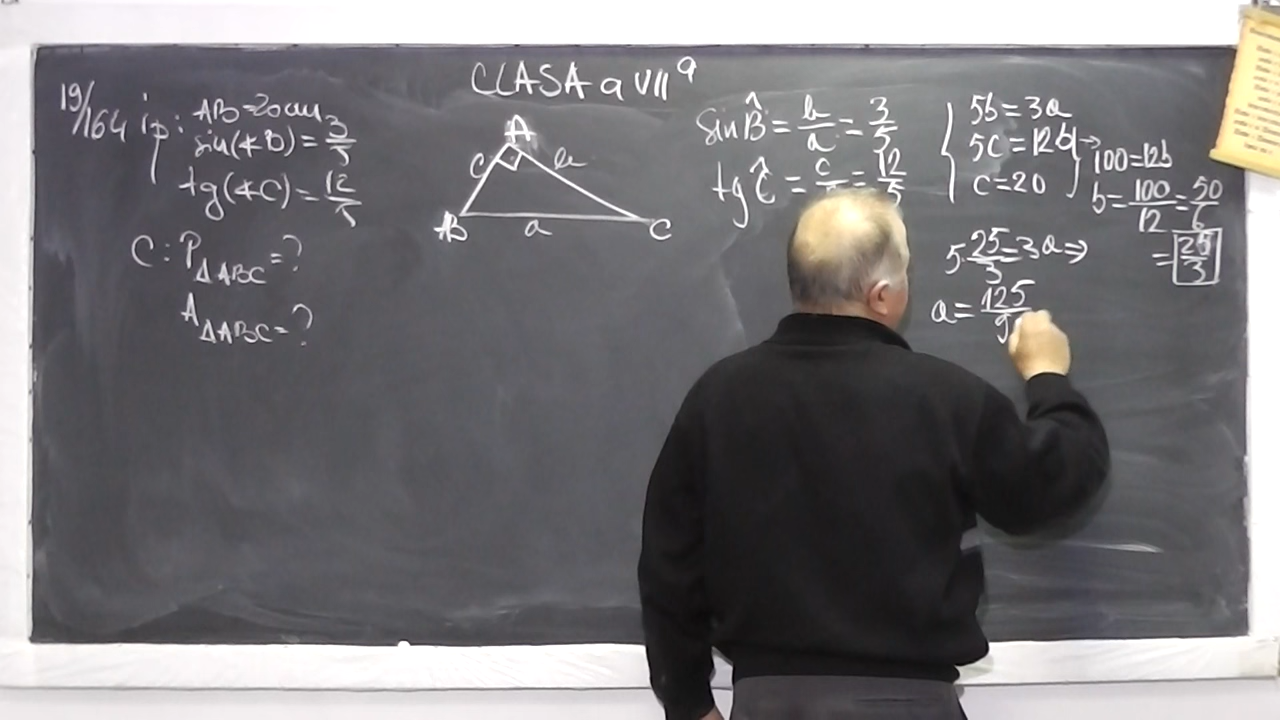 CLASA a VII a
19/164 ip: AB=20cm
sin(∢B)=3/5
tg(∢C)=12/5
C: P△ABC=?
A△ABC=?
A
c
b
B
a
C
sin B̂ = b/a = 3/5
tg Ĉ = c/ = 12/5
5b=3a
5c=12b
c=20
→ 100=12b
b=100/12=50/6
=25/3
5·25/3=3a⇒
a=125/9